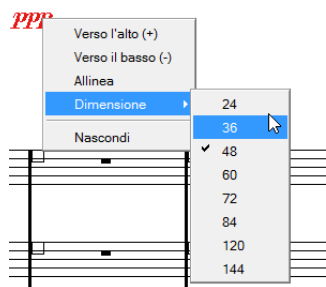 ppp
Verso l'alto (+)
Verso il basso (-)
Allinea
Dimensione
Nascondi
24
36
48
60
72
84
120
144